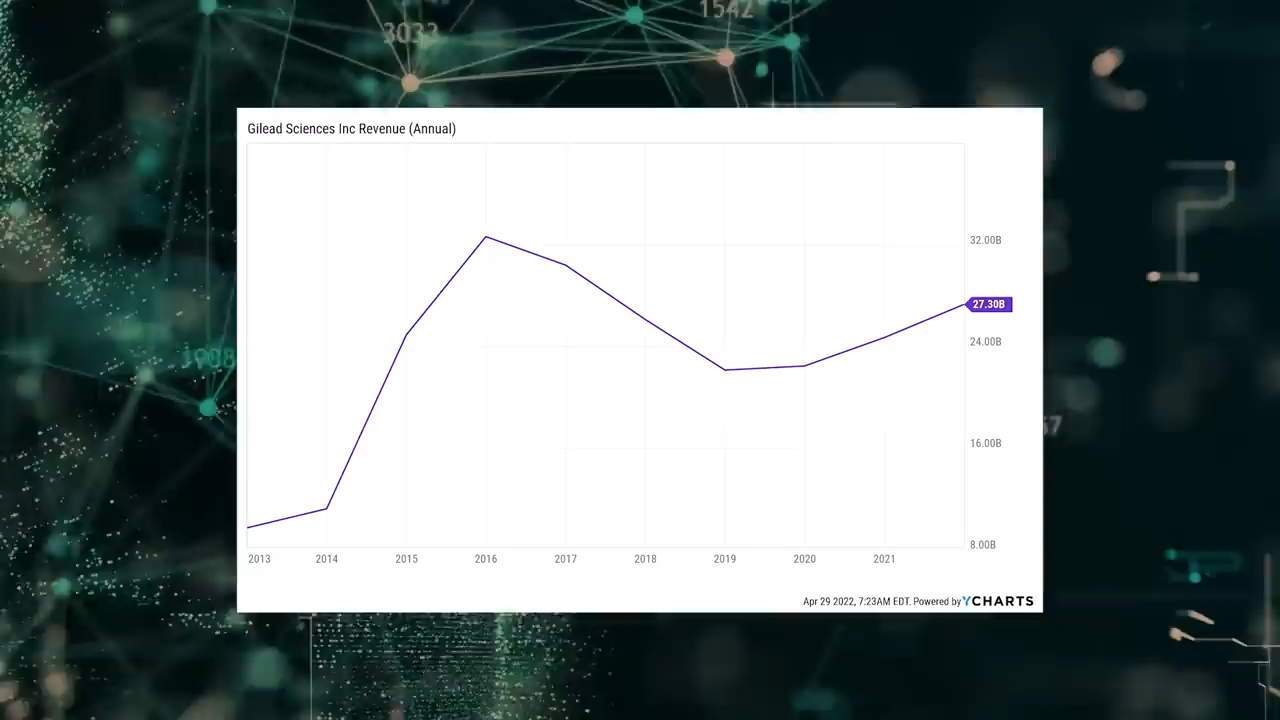 3033
1542
Gilead Sciences Inc Revenue (Annual)
32.00B
27.30B
24.00B
16.00B
8.00B
2013 2014 2015 2016 2017 2018 2019 2020 2021
Apr 29 2022, 7:23AM EDT. Powered by YCHARTS